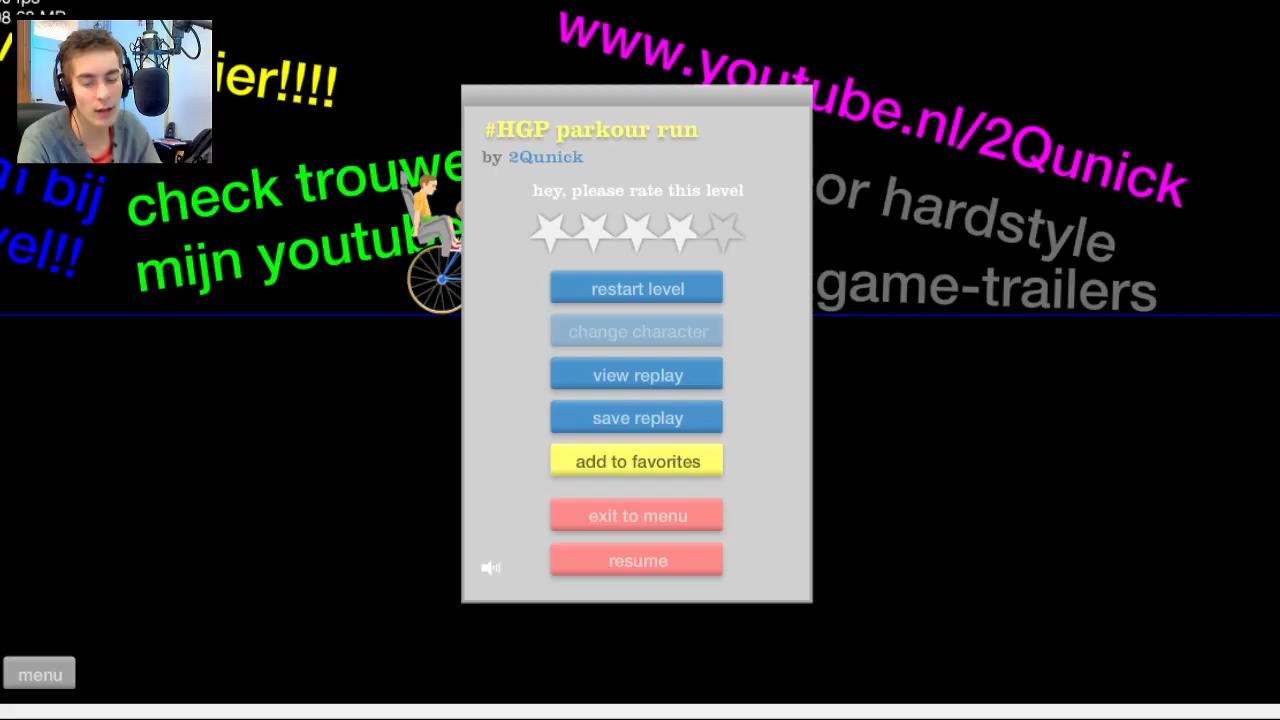 ier!!!!
m bij
vel!!
check trouwe
mijn youtube
www.youtube.nl/2Qunick
or hardstyle
game-trailers
#HGP parkour run
by 2Qunick
hey, please rate this level
restart level
change character
view replay
save replay
add to favorites
exit to menu
resume
menu